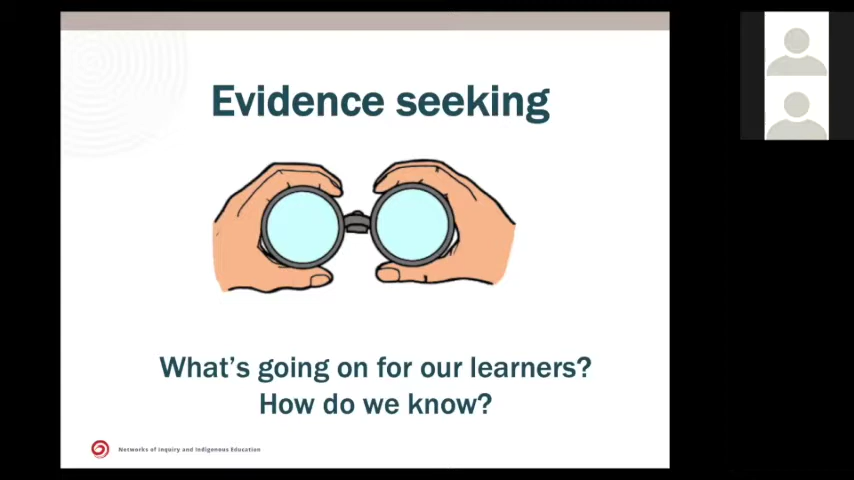 Evidence seeking
What's going on for our learners?
How do we know?
Networks of Inquiry and Indigenous Education